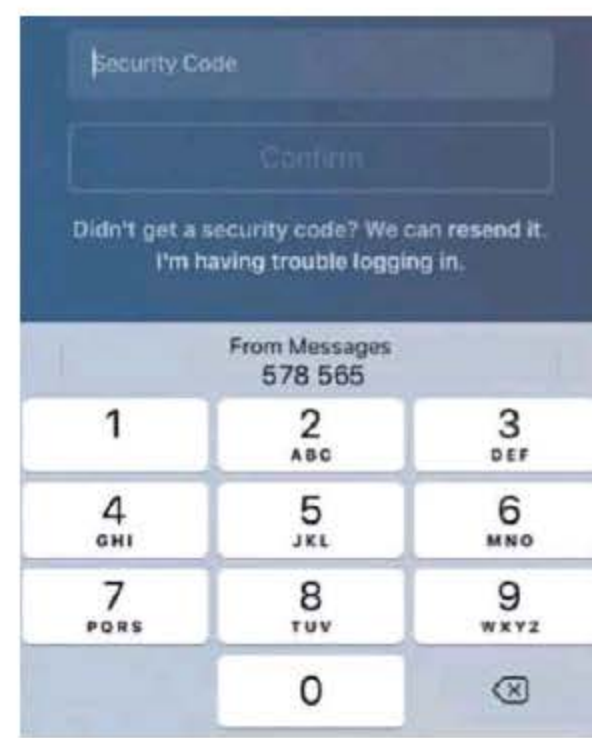 Security Code
Confirm
Didn't get a security code? We can resend it.
I'm having trouble logging in.
From Messages
578 565
1
2
ABC
3
DEF
4
GHI
5
JKL
6
MNO
7
PQRS
8
TUV
9
WXYZ
0